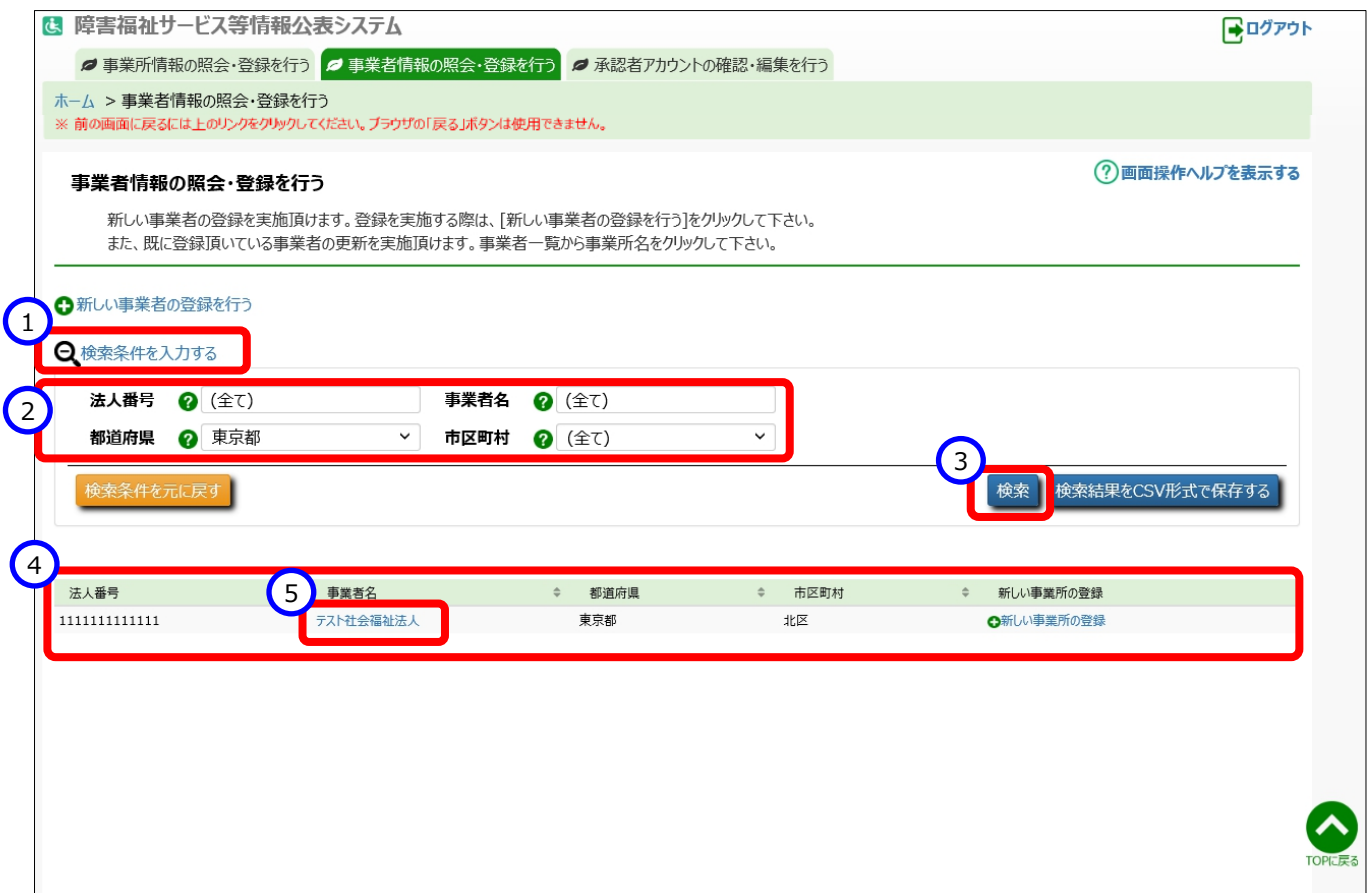 障害福祉サービス等情報公表システム
ログアウト
事業所情報の照会・登録を行う 事業者情報の照会・登録を行う 承認者アカウントの確認・編集を行う
ホーム > 事業者情報の照会・登録を行う
※ 前の画面に戻るには上のリンクをクリックしてください。ブラウザの「戻る」ボタンは使用できません。
?画面操作ヘルプを表示する
事業者情報の照会・登録を行う
新しい事業者の登録を実施頂けます。登録を実施する際は、[新しい事業者の登録を行う]をクリックして下さい。
また、既に登録頂いている事業者の更新を実施頂けます。事業者一覧から事業所名をクリックして下さい。
新しい事業者の登録を行う
1
検索条件を入力する
2
法人番号 ? (全て) 事業者名 ? (全て)
都道府県 ? 東京都 市区町村 ? (全て)
3
検索条件を元に戻す 検索 検索結果をCSV形式で保存する
4
5
法人番号 事業者名 都道府県 市区町村 新しい事業所の登録
1111111111111 テスト社会福祉法人 東京都 北区 新しい事業所の登録
TOPに戻る